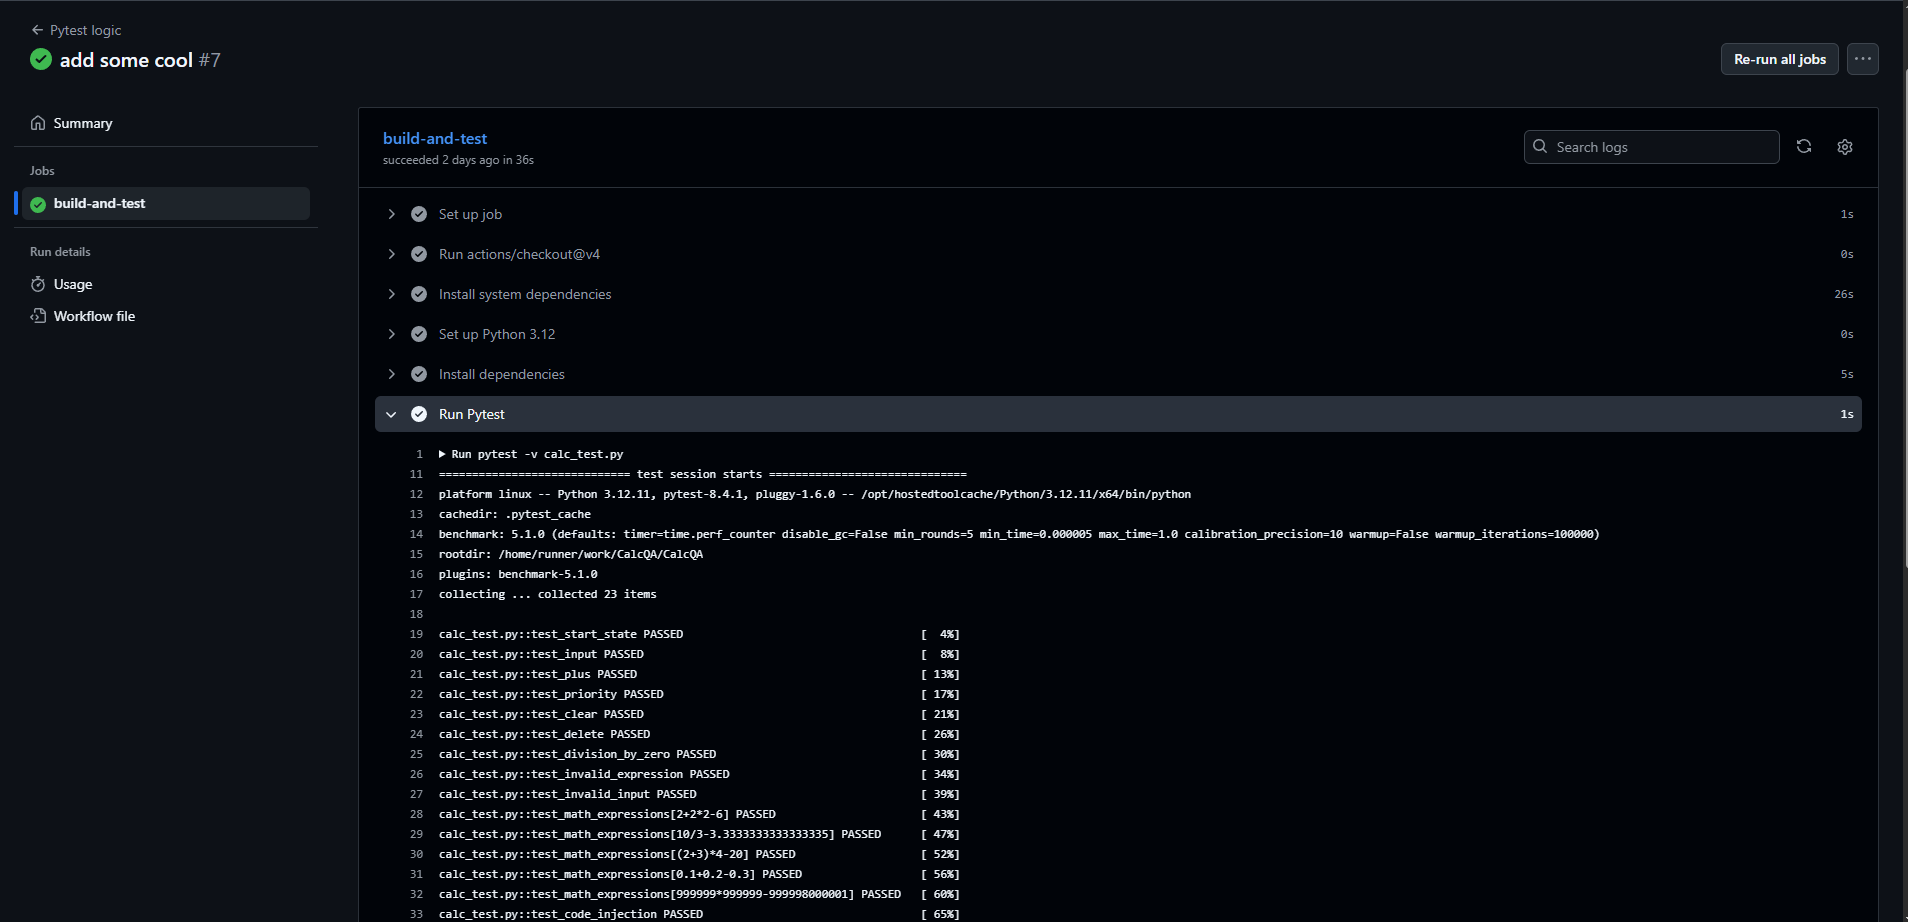 ← Pytest logic
add some cool #7
Re-run all jobs
Summary
Jobs
build-and-test
Run details
Usage
Workflow file
build-and-test
succeeded 2 days ago in 36s
Search logs
Set up job 1s
Run actions/checkout@v4 0s
Install system dependencies 26s
Set up Python 3.12 0s
Install dependencies 5s
Run Pytest 1s
1 ▶ Run pytest -v calc_test.py
11 ============================= test session starts ==============================
12 platform linux -- Python 3.12.11, pytest-8.4.1, pluggy-1.6.0 -- /opt/hostedtoolcache/Python/3.12.11/x64/bin/python
13 cachedir: .pytest_cache
14 benchmark: 5.1.0 (defaults: timer=time.perf_counter disable_gc=False min_rounds=5 min_time=0.000005 max_time=1.0 calibration_precision=10 warmup=False warmup_iterations=100000)
15 rootdir: /home/runner/work/CalcQA/CalcQA
16 plugins: benchmark-5.1.0
17 collecting ... collected 23 items
18
19 calc_test.py::test_start_state PASSED [  4%]
20 calc_test.py::test_input PASSED [  8%]
21 calc_test.py::test_plus PASSED [ 13%]
22 calc_test.py::test_priority PASSED [ 17%]
23 calc_test.py::test_clear PASSED [ 21%]
24 calc_test.py::test_delete PASSED [ 26%]
25 calc_test.py::test_division_by_zero PASSED [ 30%]
26 calc_test.py::test_invalid_expression PASSED [ 34%]
27 calc_test.py::test_invalid_input PASSED [ 39%]
28 calc_test.py::test_math_expressions[2+2*2-6] PASSED [ 43%]
29 calc_test.py::test_math_expressions[10/3-3.3333333333333335] PASSED [ 47%]
30 calc_test.py::test_math_expressions[(2+3)*4-20] PASSED [ 52%]
31 calc_test.py::test_math_expressions[0.1+0.2-0.3] PASSED [ 56%]
32 calc_test.py::test_math_expressions[999999*999999-999998000001] PASSED [ 60%]
33 calc_test.py::test_code_injection PASSED [ 65%]